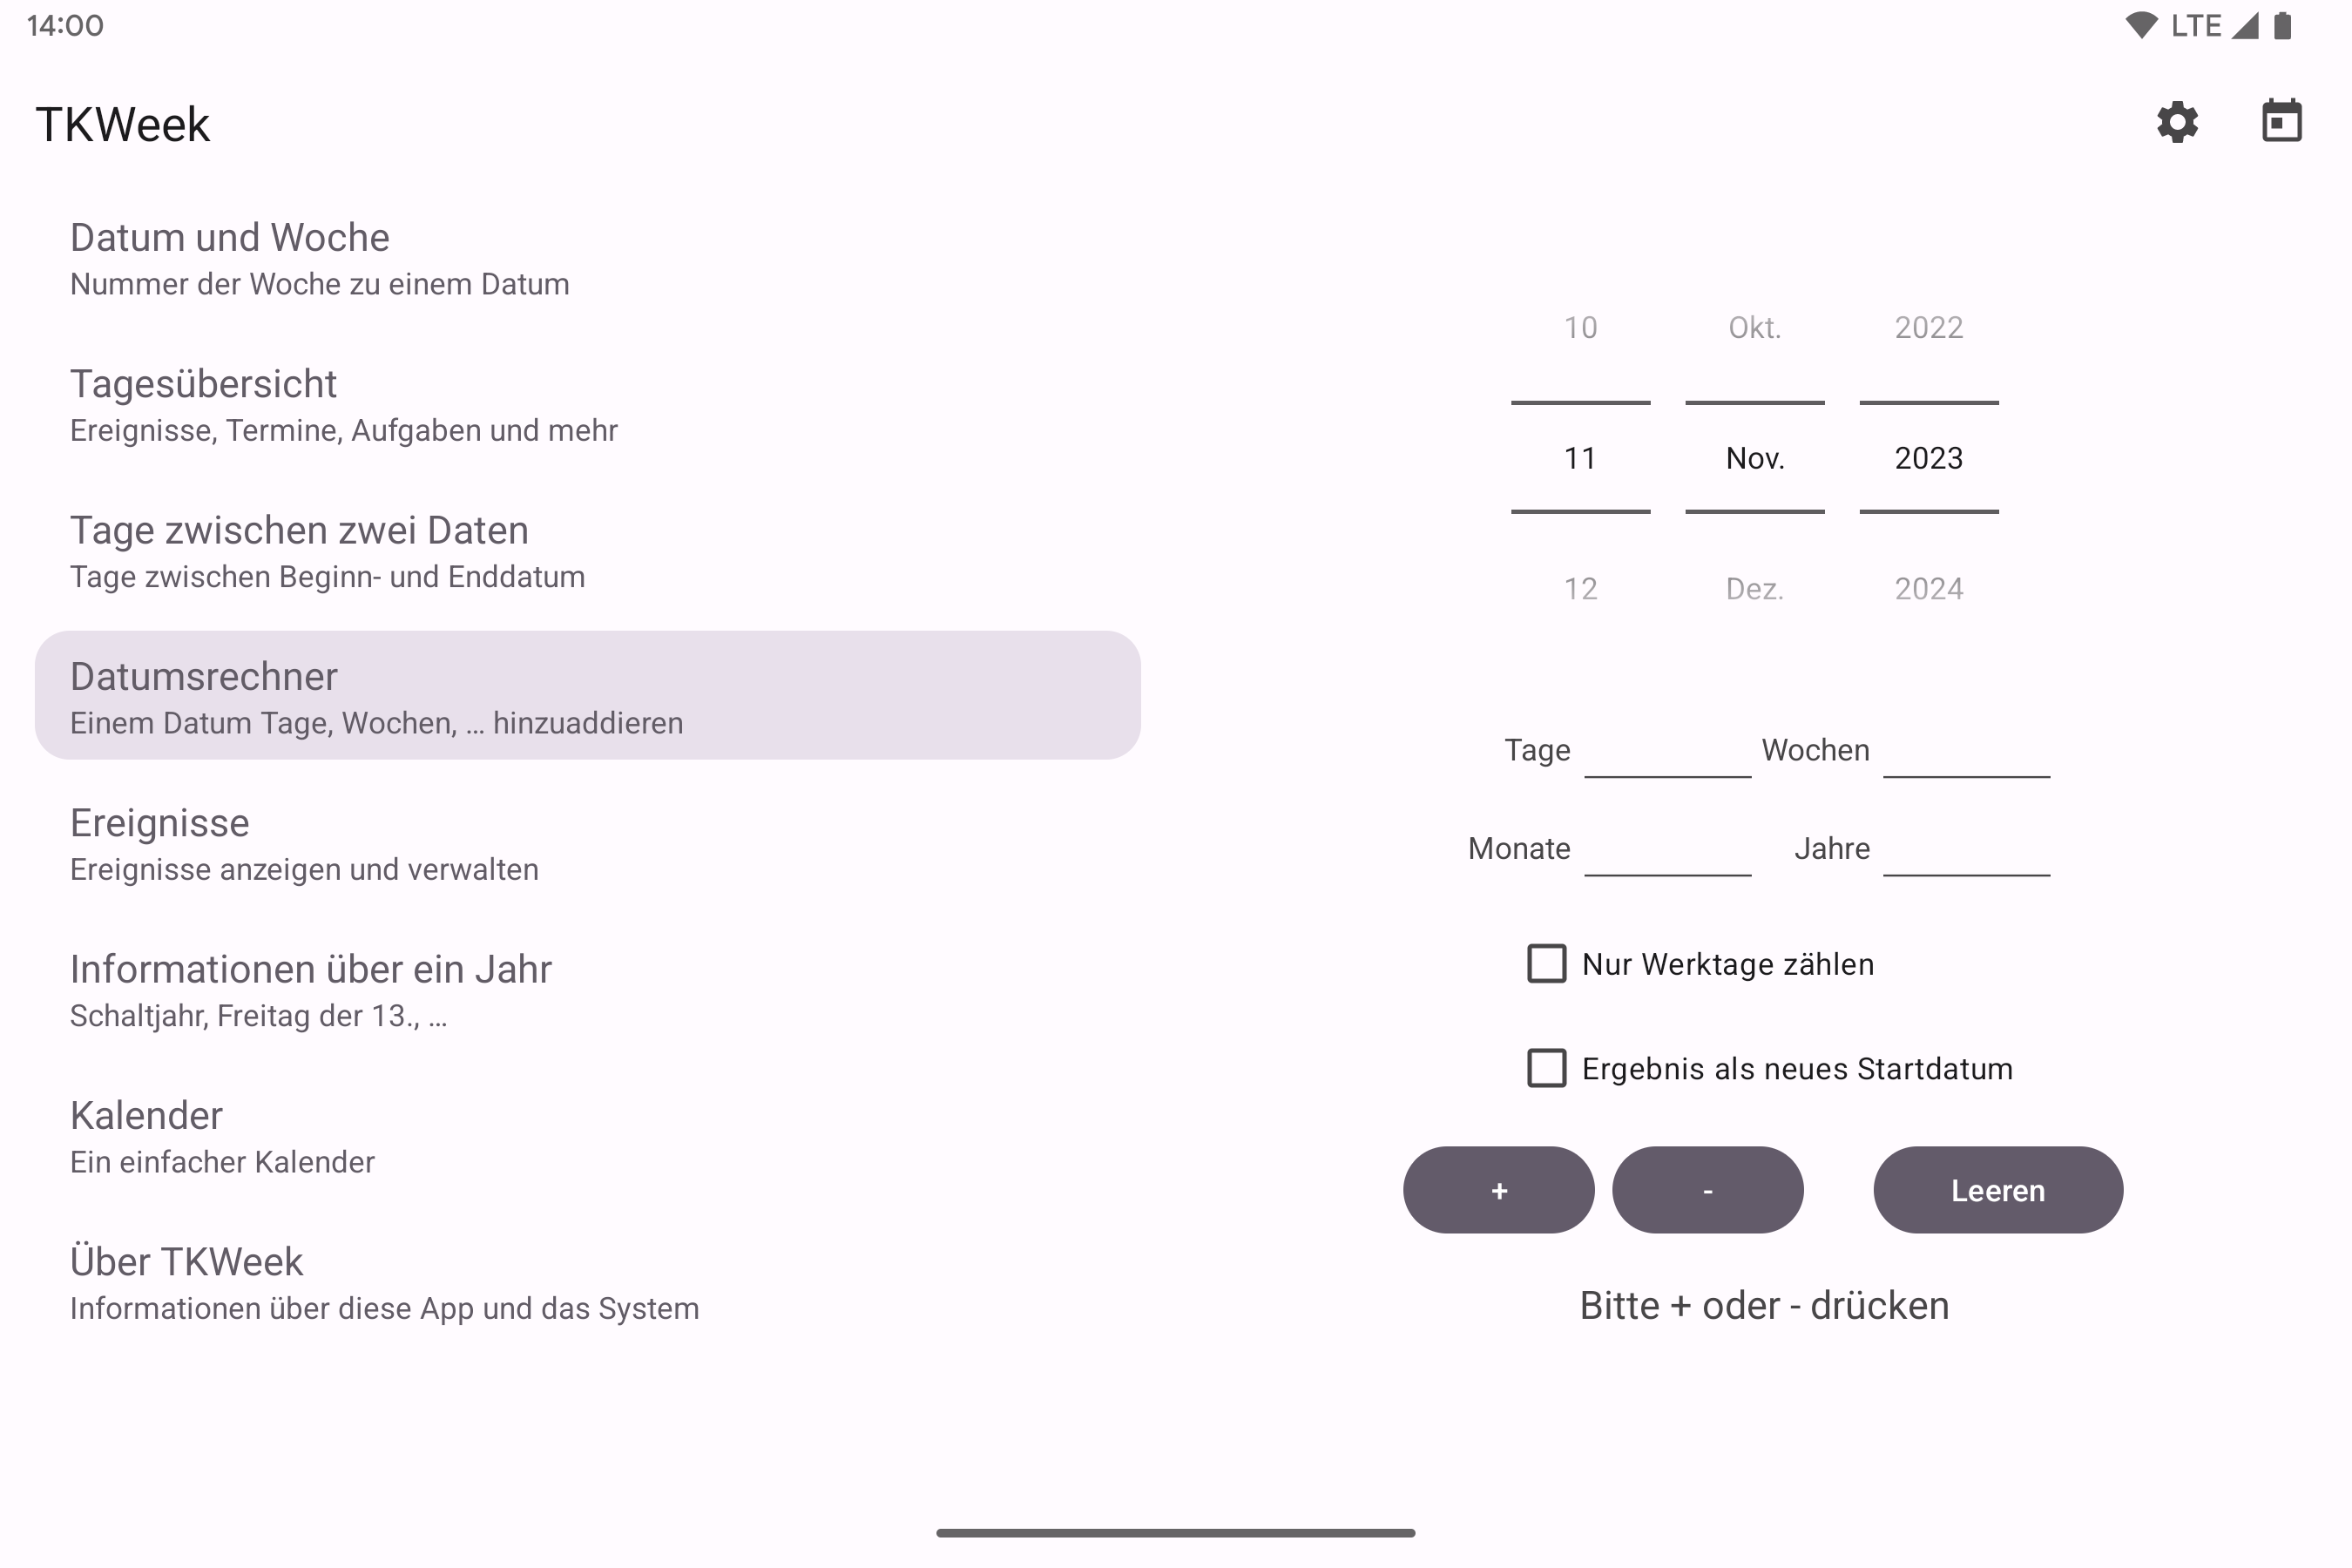 14:00
LTE
TKWeek
Datum und Woche
Nummer der Woche zu einem Datum
Tagesübersicht
Ereignisse, Termine, Aufgaben und mehr
Tage zwischen zwei Daten
Tage zwischen Beginn- und Enddatum
Datumsrechner
Einem Datum Tage, Wochen, ... hinzuaddieren
Ereignisse
Ereignisse anzeigen und verwalten
Informationen über ein Jahr
Schaltjahr, Freitag der 13., ...
Kalender
Ein einfacher Kalender
Über TKWeek
Informationen über diese App und das System
10 Okt. 2022
11 Nov. 2023
12 Dez. 2024
Tage Wochen
Monate Jahre
Nur Werktage zählen
Ergebnis als neues Startdatum
+ - Leeren
Bitte + oder - drücken